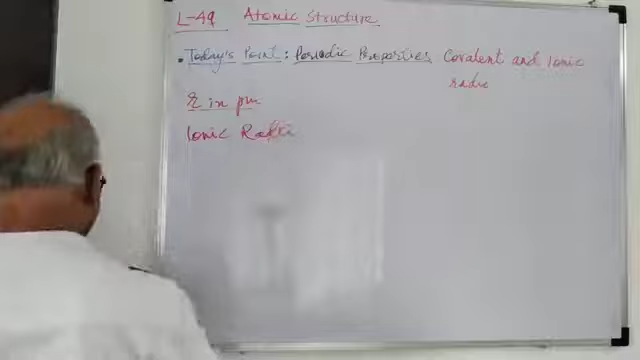 L-49 Atomic Structure
• Today's Point: Periodic Properties Covalent and Ionic
radii
r in pm
Ionic Radii